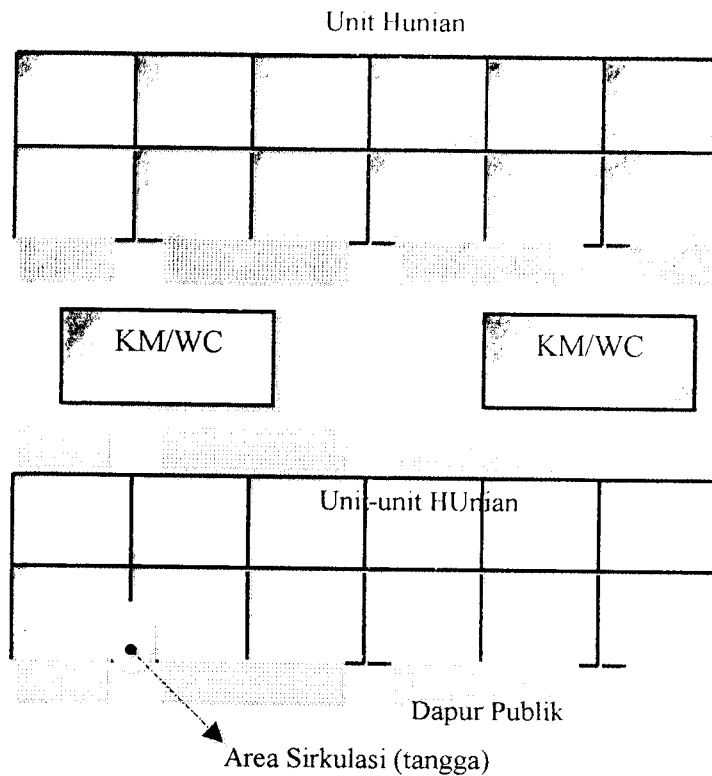 Unit Hunian
KM/WC
KM/WC
Unit-unit HUnian
Dapur Publik
Area Sirkulasi (tangga)